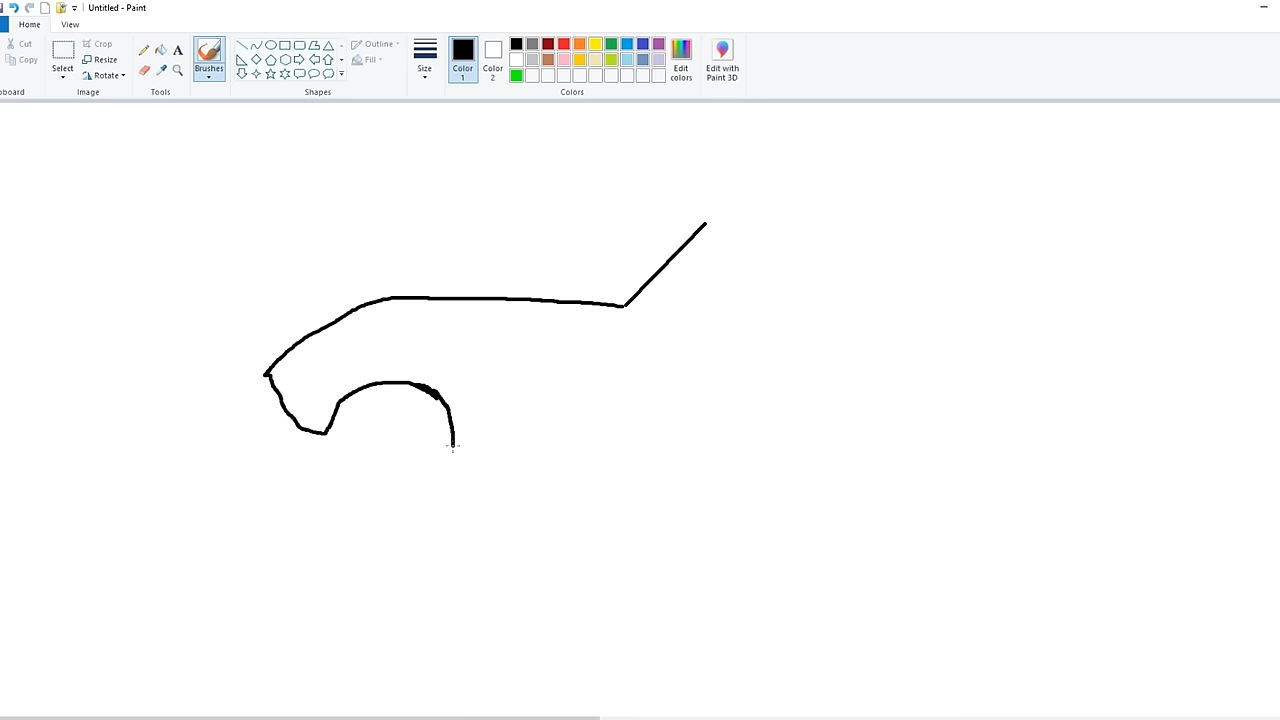 Untitled - Paint
Home View
Cut
Copy
Select
Crop
Resize
Rotate
Brushes
Outline
Fill
Size
Color 1
Color 2
Edit colors
Edit with Paint 3D
board
Image
Tools
Shapes
Colors